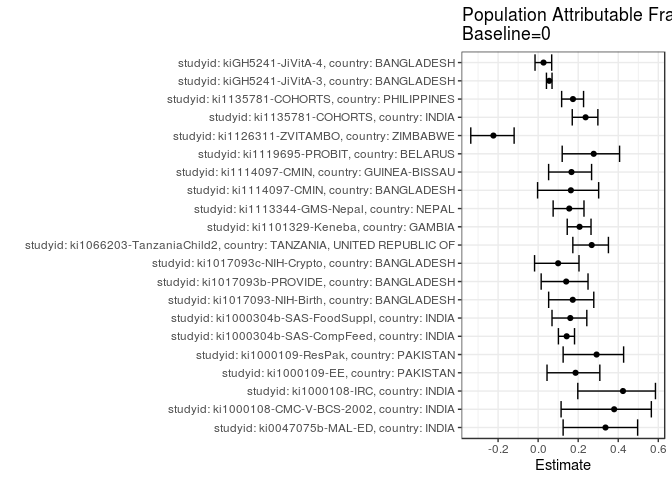 Population Attributable Fra
Baseline=0
studyid: kiGH5241-JiVitA-4, country: BANGLADESH
studyid: kiGH5241-JiVitA-3, country: BANGLADESH
studyid: ki1135781-COHORTS, country: PHILIPPINES
studyid: ki1135781-COHORTS, country: INDIA
studyid: ki1126311-ZVITAMBO, country: ZIMBABWE
studyid: ki1119695-PROBIT, country: BELARUS
studyid: ki1114097-CMIN, country: GUINEA-BISSAU
studyid: ki1114097-CMIN, country: BANGLADESH
studyid: ki1113344-GMS-Nepal, country: NEPAL
studyid: ki1101329-Keneba, country: GAMBIA
studyid: ki1066203-TanzaniaChild2, country: TANZANIA, UNITED REPUBLIC OF
studyid: ki1017093c-NIH-Crypto, country: BANGLADESH
studyid: ki1017093b-PROVIDE, country: BANGLADESH
studyid: ki1017093-NIH-Birth, country: BANGLADESH
studyid: ki1000304b-SAS-FoodSuppl, country: INDIA
studyid: ki1000304b-SAS-CompFeed, country: INDIA
studyid: ki1000109-ResPak, country: PAKISTAN
studyid: ki1000109-EE, country: PAKISTAN
studyid: ki1000108-IRC, country: INDIA
studyid: ki1000108-CMC-V-BCS-2002, country: INDIA
studyid: ki0047075b-MAL-ED, country: INDIA
-0.2 0.0 0.2 0.4 0.6
Estimate